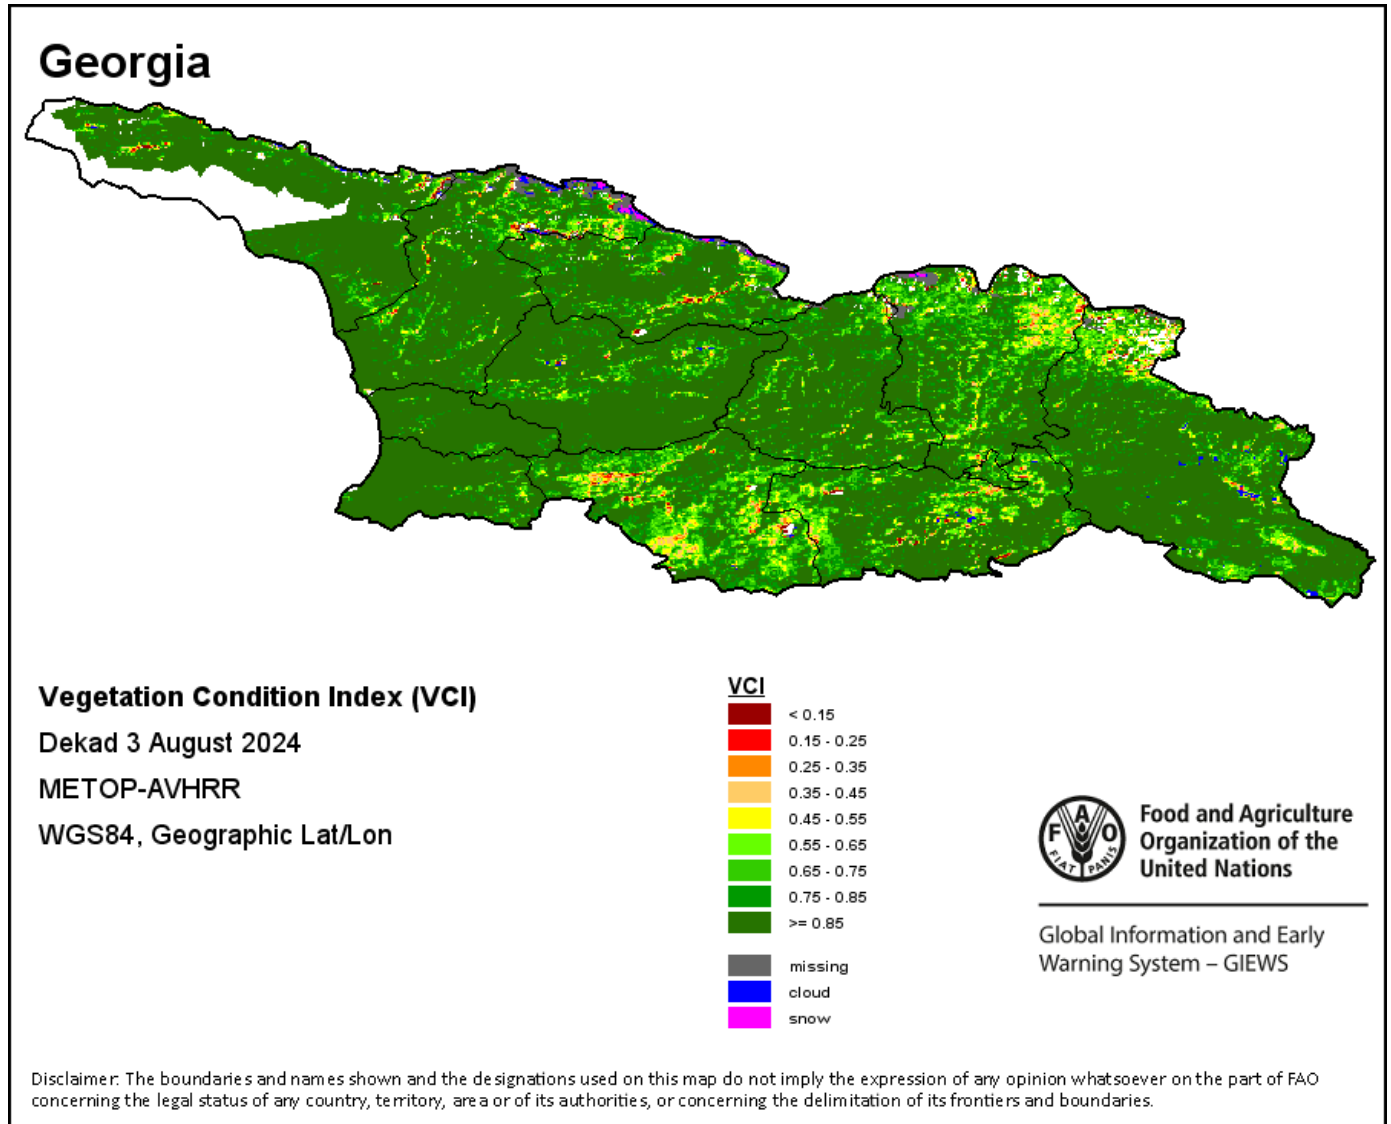 Georgia
Vegetation Condition Index (VCI)
Dekad 3 August 2024
METOP-AVHRR
WGS84, Geographic Lat/Lon
VCI
< 0.15
0.15 - 0.25
0.25 - 0.35
0.35 - 0.45
0.45 - 0.55
0.55 - 0.65
0.65 - 0.75
0.75 - 0.85
>= 0.85
missing
cloud
snow
F A O
FIAT PANIS
Food and Agriculture
Organization of the
United Nations
Global Information and Early
Warning System – GIEWS
Disclaimer: The boundaries and names shown and the designations used on this map do not imply the expression of any opinion whatsoever on the part of FAO
concerning the legal status of any country, territory, area or of its authorities, or concerning the delimitation of its frontiers and boundaries.